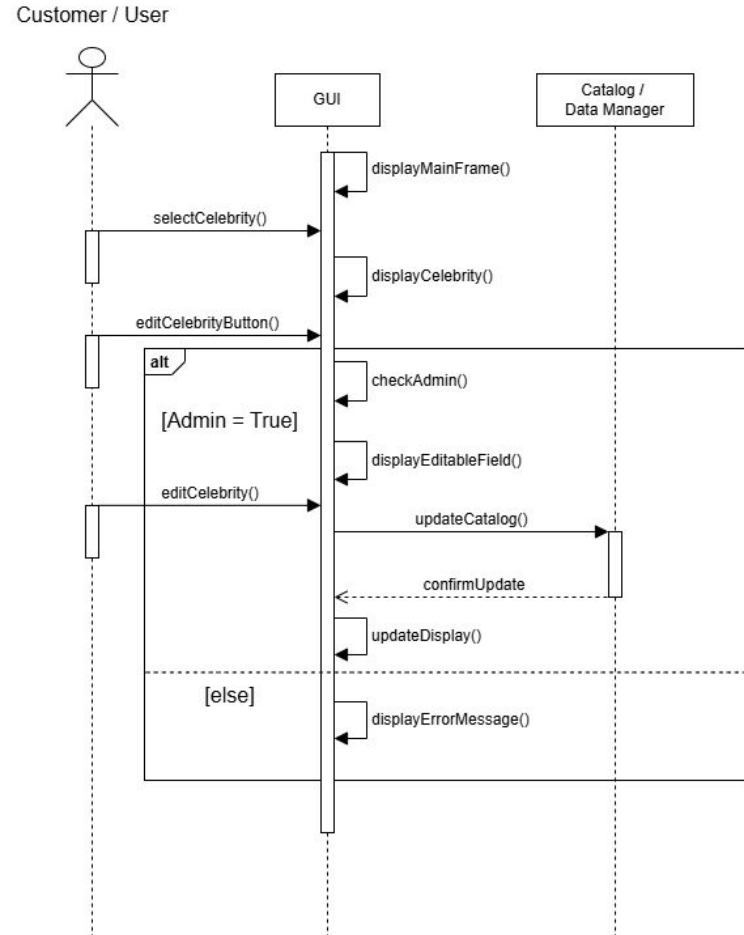 Customer / User
GUI
Catalog /
Data Manager
displayMainFrame()
selectCelebrity()
displayCelebrity()
editCelebrityButton()
alt
checkAdmin()
[Admin = True]
displayEditableField()
editCelebrity()
updateCatalog()
confirmUpdate
updateDisplay()
[else]
displayErrorMessage()